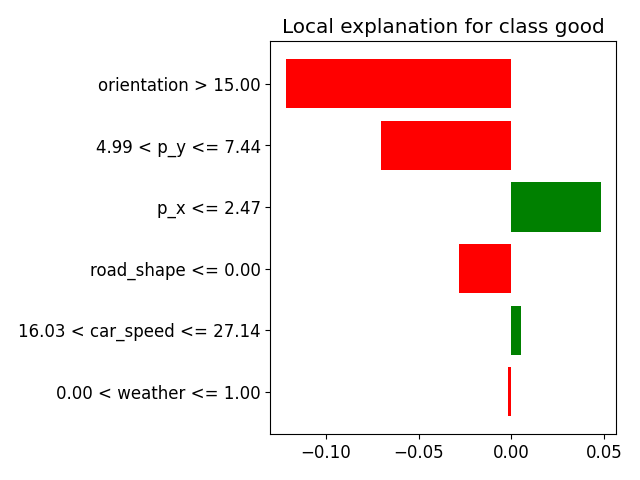 Local explanation for class good
orientation > 15.00
4.99 < p_y <= 7.44
p_x <= 2.47
road_shape <= 0.00
16.03 < car_speed <= 27.14
0.00 < weather <= 1.00
−0.10 −0.05 0.00 0.05